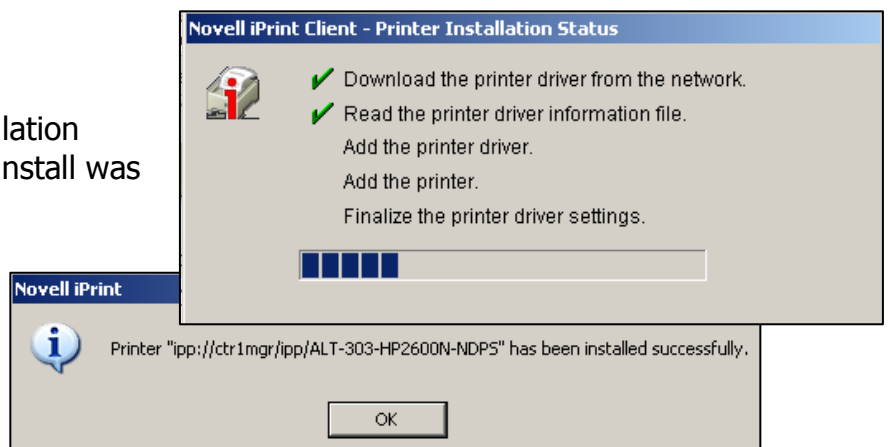 Novell iPrint Client - Printer Installation Status
Download the printer driver from the network.
Read the printer driver information file.
Add the printer driver.
Add the printer.
Finalize the printer driver settings.
lation
nstall was
Novell iPrint
Printer "ipp://ctr1mgr/ipp/ALT-303-HP2600N-NDPS" has been installed successfully.
OK